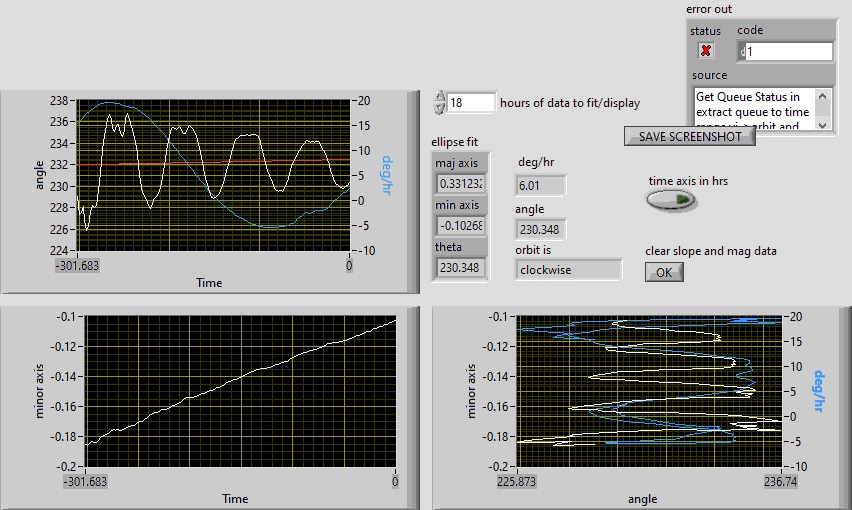 error out
status
code
d1
source
Get Queue Status in
extract queue to time
SAVE SCREENSHOT
18
hours of data to fit/display
238
236
234
232
230
228
226
224
angle
20
15
10
5
0
-5
-10
deg/hr
-301.683
0
Time
ellipse fit
maj axis
0.33123
min axis
-0.1026
theta
230.348
deg/hr
6.01
angle
230.348
orbit is
clockwise
time axis in hrs
clear slope and mag data
OK
-0.1
-0.12
-0.14
-0.16
-0.18
-0.2
minor axis
-301.683
0
Time
-0.1
-0.12
-0.14
-0.16
-0.18
-0.2
minor axis
20
15
10
5
-0
-5
-10
deg/hr
225.873
236.74
angle